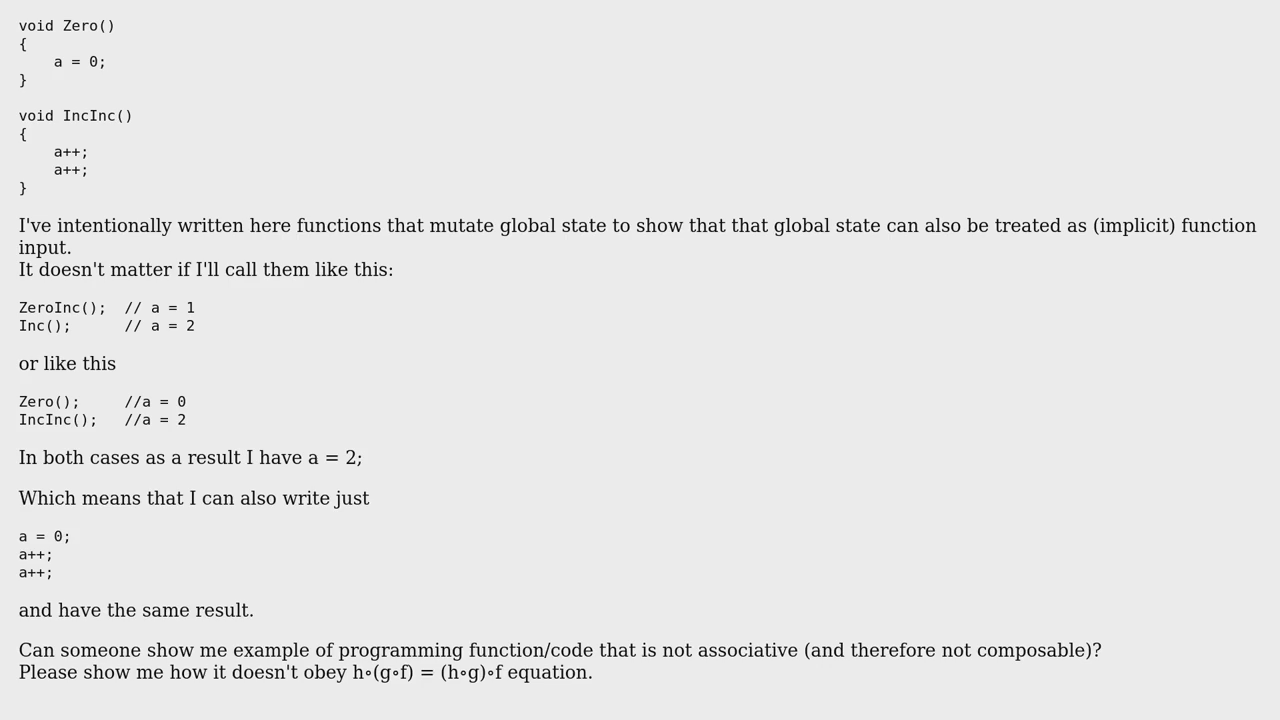 void Zero()
{
    a = 0;
}
void IncInc()
{
    a++;
    a++;
}
I've intentionally written here functions that mutate global state to show that that global state can also be treated as (implicit) function
input.
It doesn't matter if I'll call them like this:
ZeroInc();  // a = 1
Inc();      // a = 2
or like this
Zero();     //a = 0
IncInc();   //a = 2
In both cases as a result I have a = 2;
Which means that I can also write just
a = 0;
a++;
a++;
and have the same result.
Can someone show me example of programming function/code that is not associative (and therefore not composable)?
Please show me how it doesn't obey h∘(g∘f) = (h∘g)∘f equation.